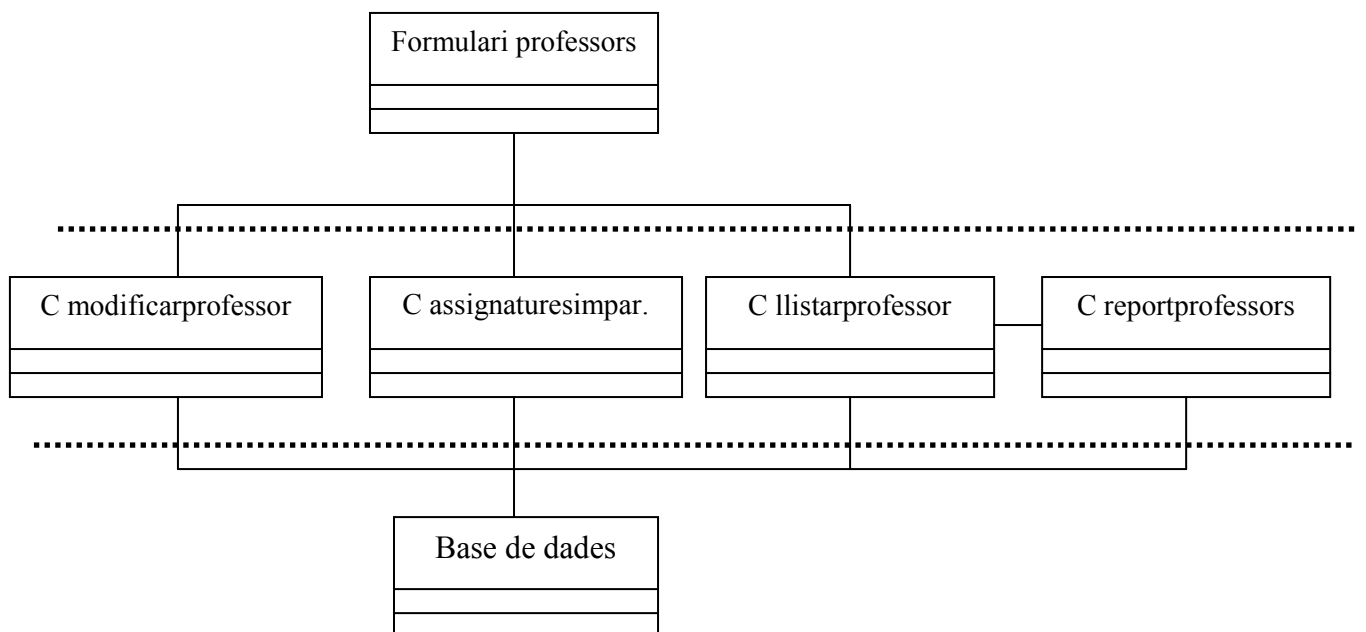 Formulari professors
C modificarprofessor
C assignaturesimpar.
C llistarprofessor
C reportprofessors
Base de dades